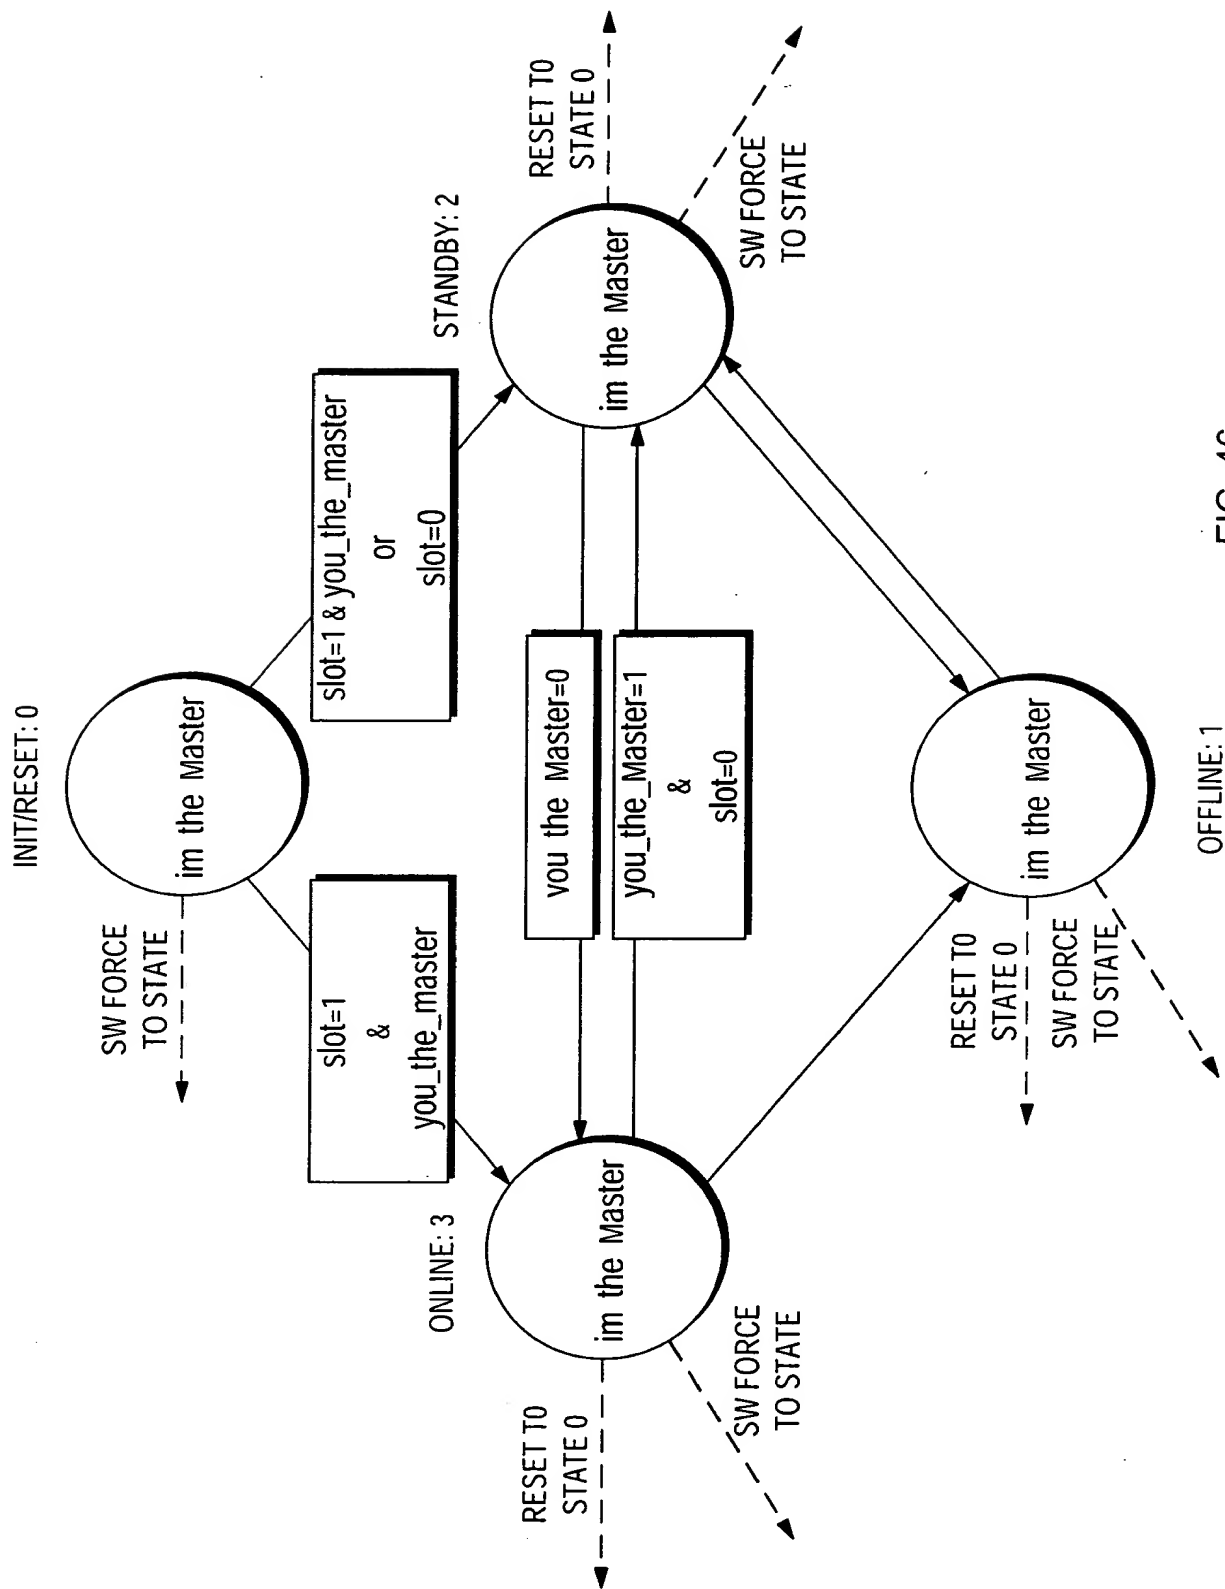 INIT/RESET: 0
im the Master
SW FORCE
TO STATE
slot=1
&
you_the_master
slot=1 & you_the_master
or
slot=0
ONLINE: 3
im the Master
RESET TO
STATE 0
SW FORCE
TO STATE
you the Master=0
you_the_Master=1
&
slot=0
STANDBY: 2
im the Master
RESET TO
STATE 0
SW FORCE
TO STATE
im the Master
RESET TO
STATE 0
SW FORCE
TO STATE
OFFLINE: 1
FIG.